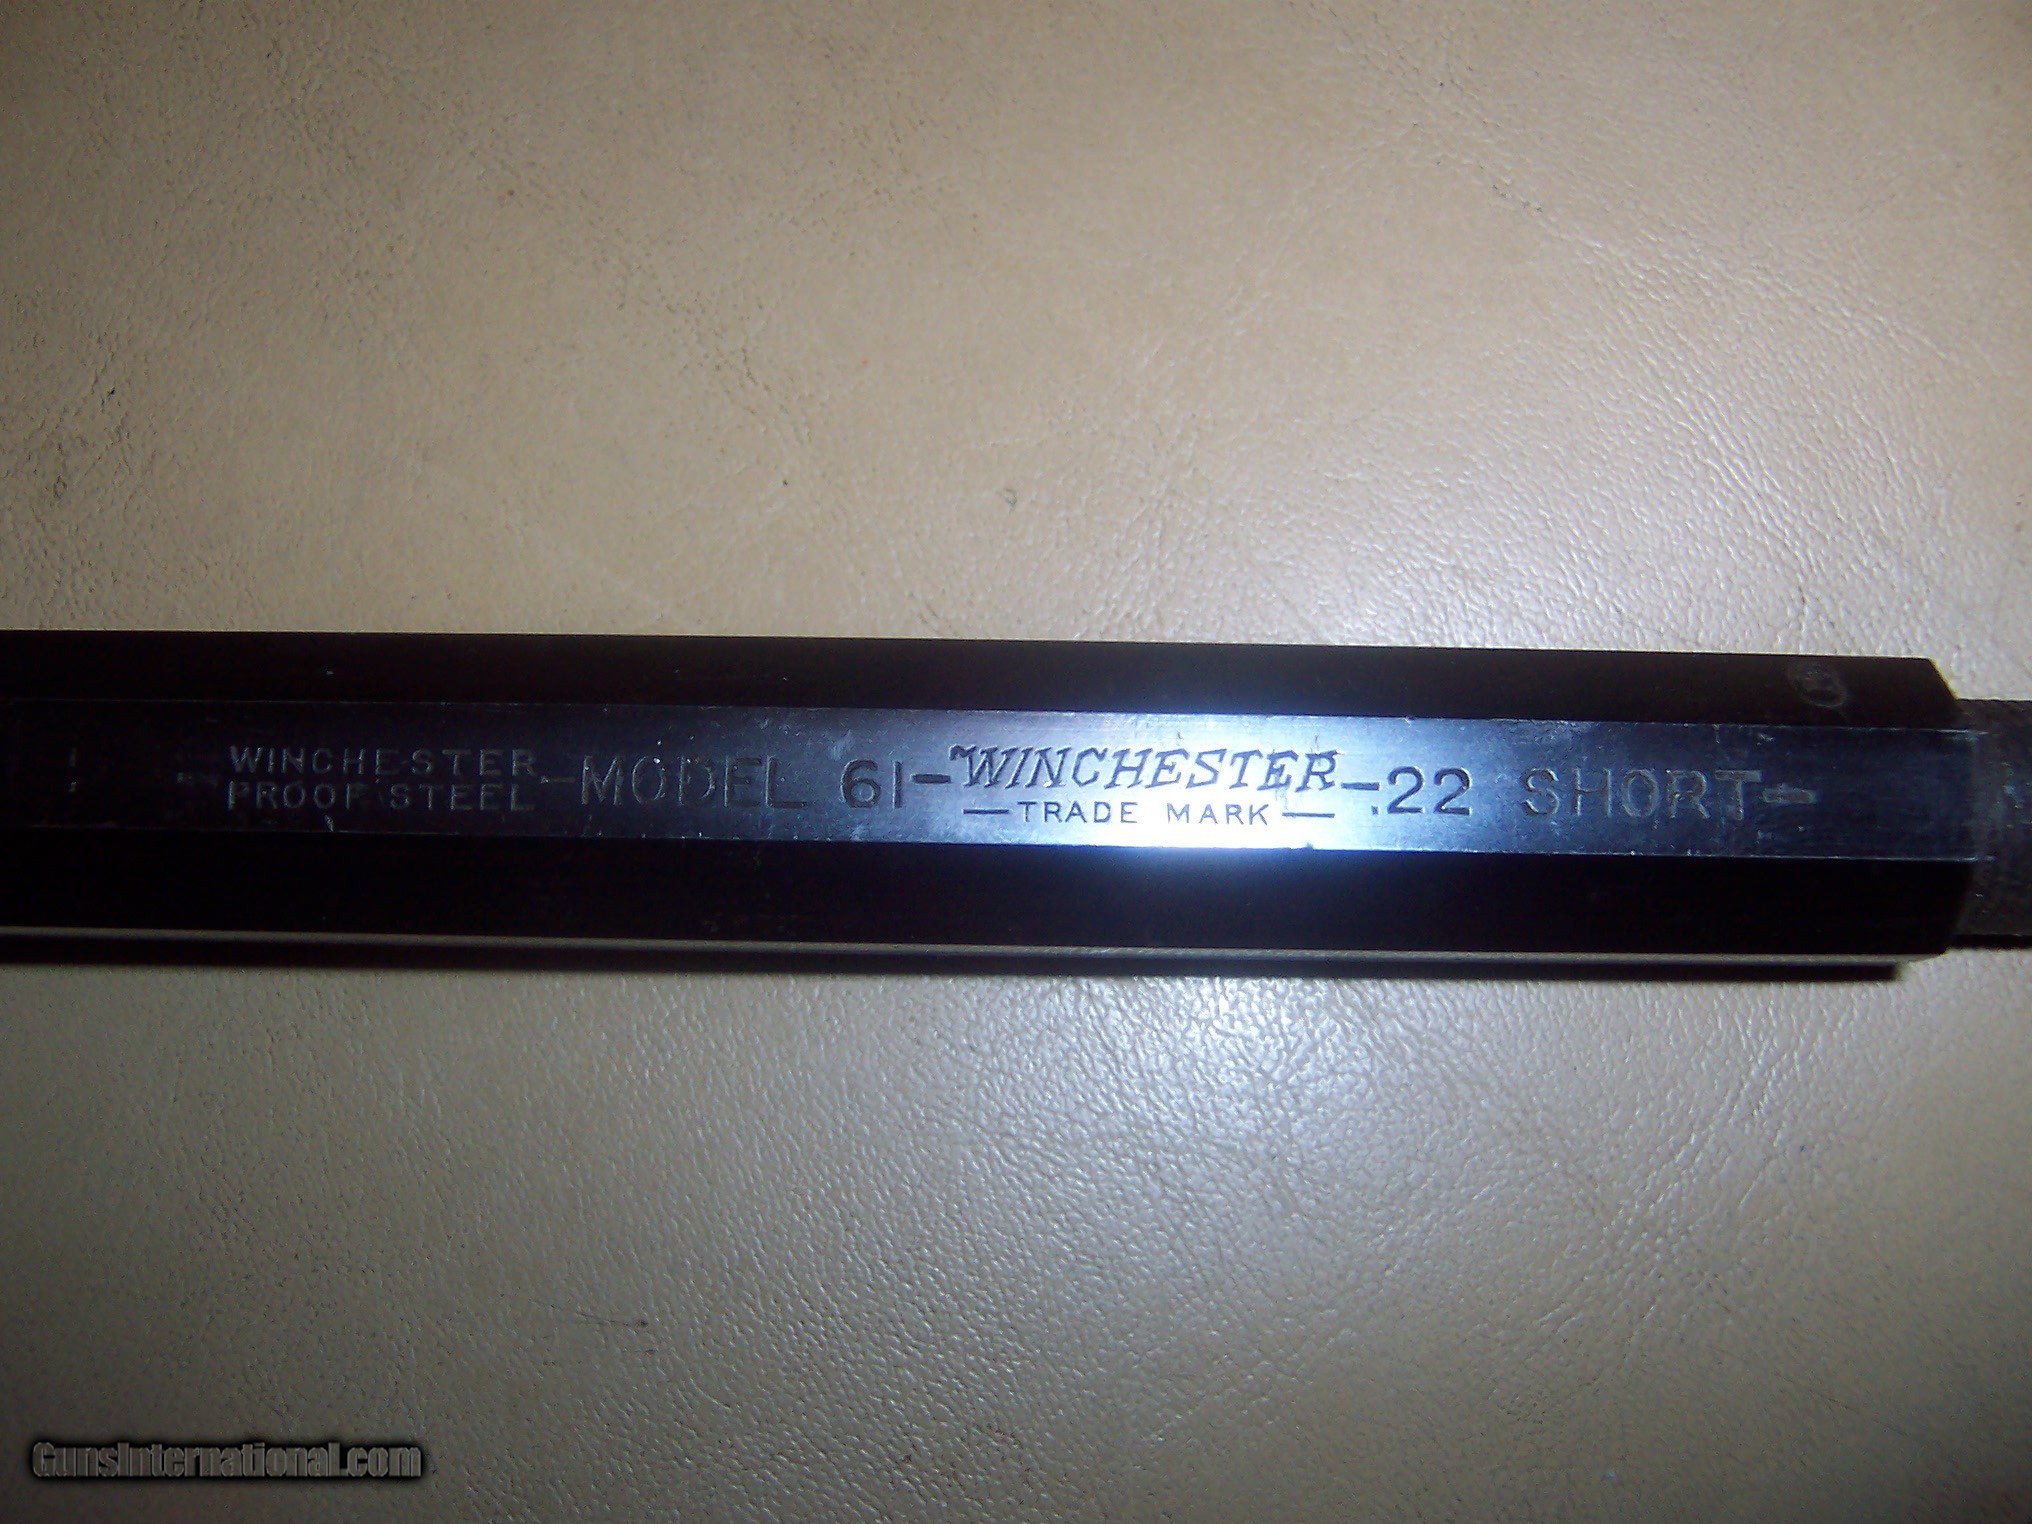 WINCHESTER
PROOF STEEL
-MODEL 61-WINCHESTER-.22 SHORT-
—TRADE MARK—
GunsInternational.com